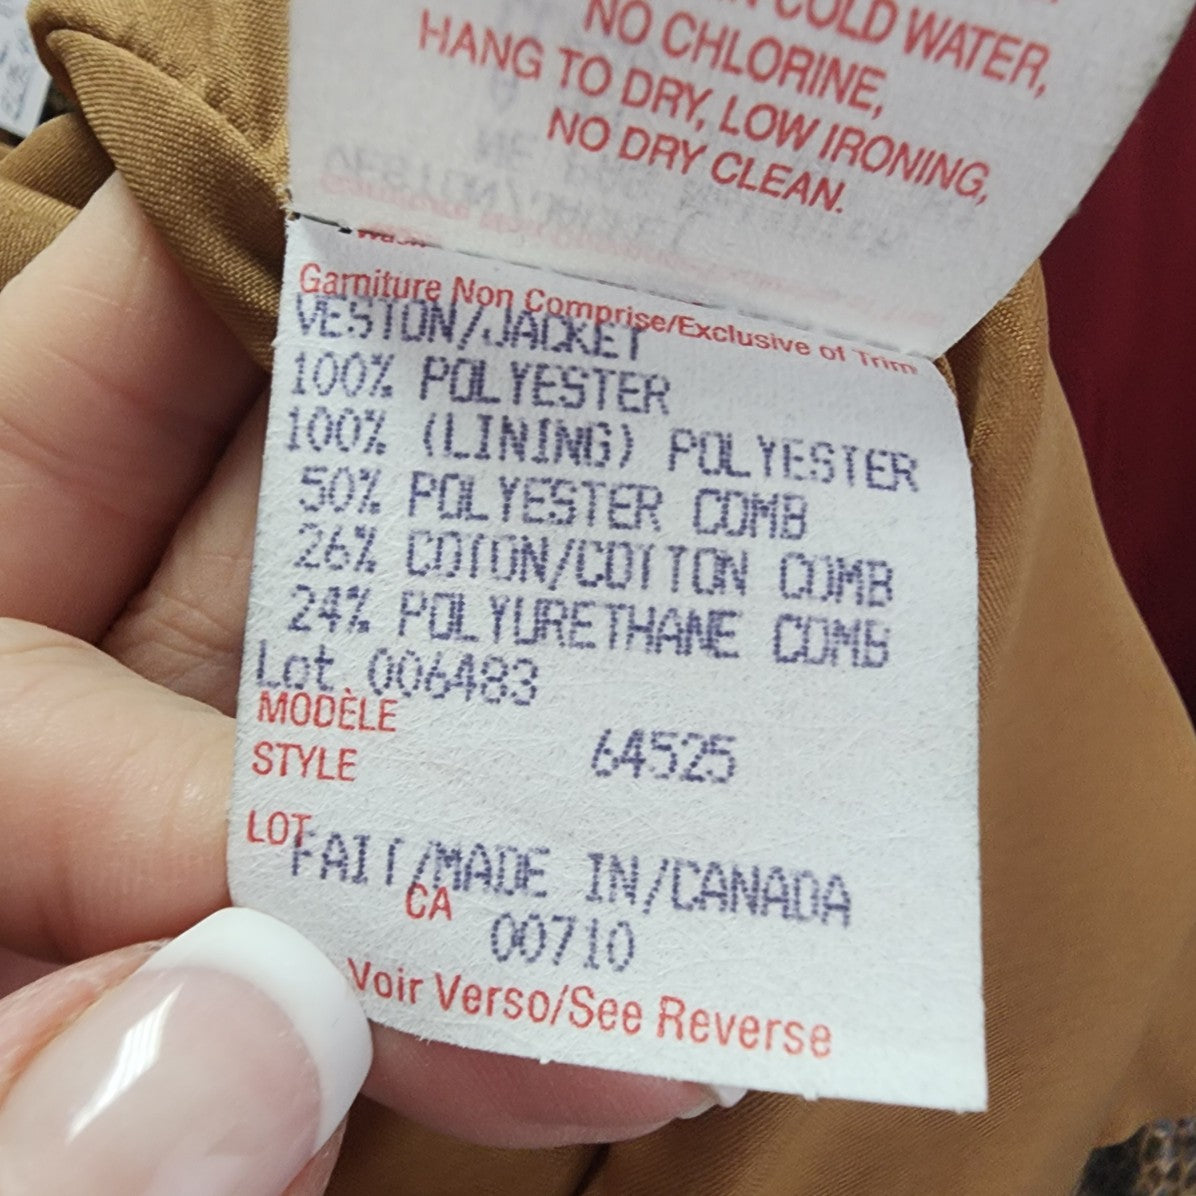 COLD WATER,
NO CHLORINE,
HANG TO DRY, LOW IRONING,
NO DRY CLEAN.
Garniture Non Comprise/Exclusive of Trim
VESTON/JACKET
100% POLYESTER
100% (LINING) POLYESTER
50% POLYESTER COMB
26% COTON/COTTON COMB
24% POLYURETHANE COMB
Lot 006483
MODÈLE
STYLE 64525
LOT
FAIT/MADE IN/CANADA
CA 00710
Voir Verso/See Reverse